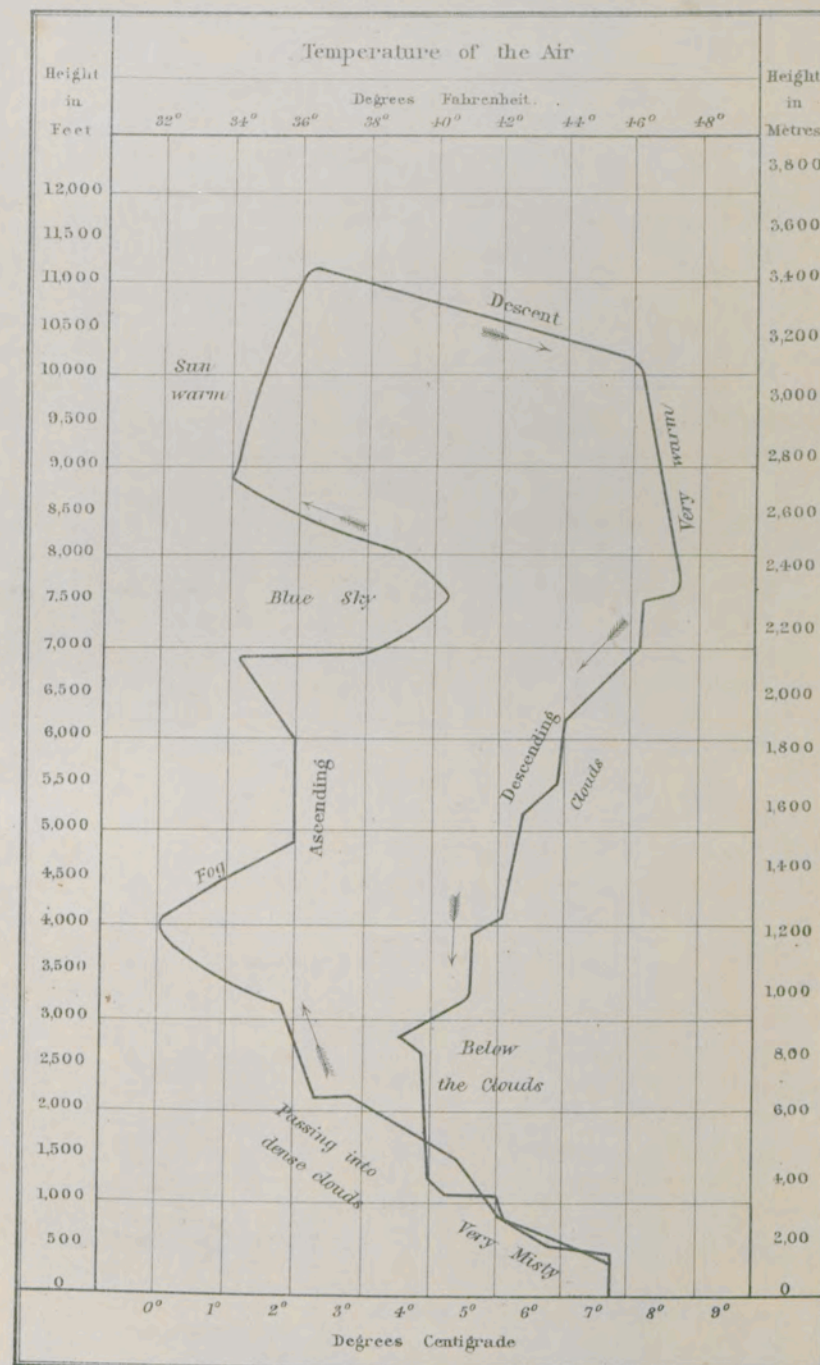 Temperature of the Air
Height
in
Feet
Degrees Fahrenheit.
Height
in
Mètres
32° 34° 36° 38° 40° 42° 44° 46° 48°
12,000
11,500
11,000
10,500
10,000
9,500
9,000
8,500
8,000
7,500
7,000
6,500
6,000
5,500
5,000
4,500
4,000
3,500
3,000
2,500
2,000
1,500
1,000
500
0
3,800
3,600
3,400
3,200
3,000
2,800
2,600
2,400
2,200
2,000
1,800
1,600
1,400
1,200
1,000
8,00
6,00
4,00
2,00
0
Descent
Sun
warm
Very warm
Blue Sky
Descending
Clouds
Ascending
Fog
Below
the Clouds
Passing into
dense clouds
Very Misty
0° 1° 2° 3° 4° 5° 6° 7° 8° 9°
Degrees Centigrade